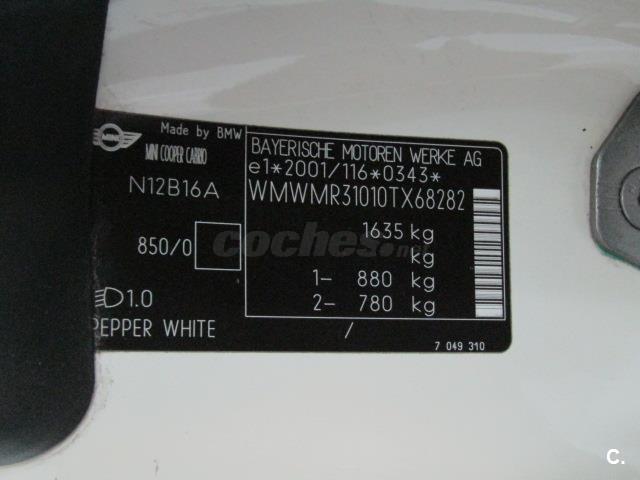 MINI
Made by BMW
MINI COOPER CABRIO
N12B16A
850/0
1.0
PEPPER WHITE
BAYERISCHE MOTOREN WERKE AG
e1*2001/116*0343*
WMWMR31010TX68282
1635 kg
kg
1- 880 kg
2- 780 kg
/
7 049 310
coches.net
C.